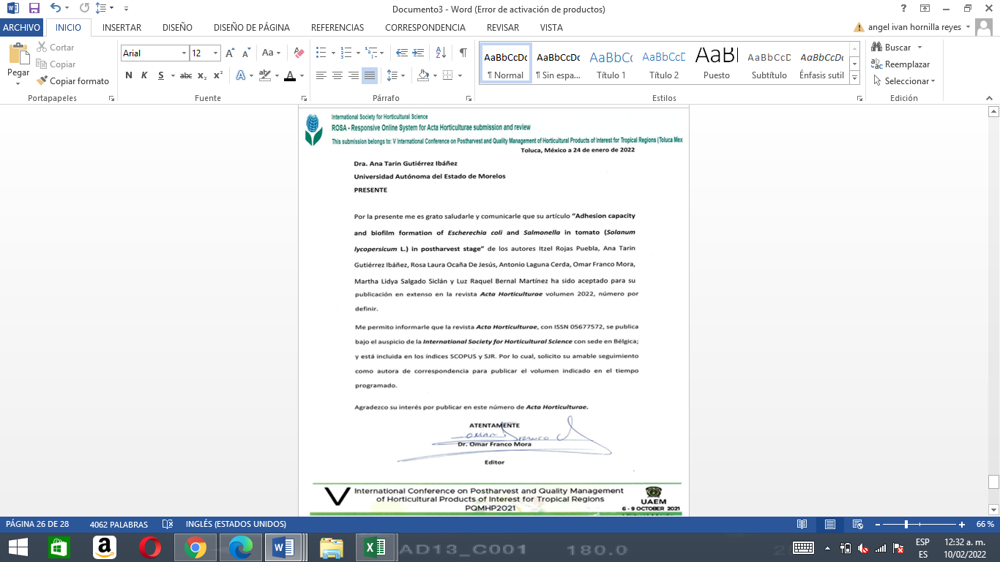 Documento3 - Word (Error de activación de productos)
ARCHIVO INICIO INSERTAR DISEÑO DISEÑO DE PÁGINA REFERENCIAS CORRESPONDENCIA REVISAR VISTA angel ivan hornilla reyes
Pegar
Cortar
Copiar
Copiar formato
Portapapeles
Arial 12
N K S abc x₂ x²
Fuente
Párrafo
AaBbCcDc AaBbCcDc AaBbCc AaBbCcD AaB AaBbCcD AaBbCcDc
¶ Normal ¶ Sin espa... Título 1 Título 2 Puesto Subtítulo Énfasis sutil
Estilos
Buscar
Reemplazar
Seleccionar
Edición
International Society for Horticultural Science
ROSA - Responsive Online System for Acta Horticulturae submission and review
This submission belongs to: V International Conference on Postharvest and Quality Management of Horticultural Products of Interest for Tropical Regions (Toluca Mex
Toluca, México a 24 de enero de 2022
Dra. Ana Tarin Gutiérrez Ibáñez
Universidad Autónoma del Estado de Morelos
PRESENTE
Por la presente me es grato saludarle y comunicarle que su artículo "Adhesion capacity
and biofilm formation of Escherechia coli and Salmonella in tomato (Solanum
lycopersicum L.) in postharvest stage" de los autores Itzel Rojas Puebla, Ana Tarin
Gutiérrez Ibáñez, Rosa Laura Ocaña De Jesús, Antonio Laguna Cerda, Omar Franco Mora,
Martha Lidya Salgado Siclán y Luz Raquel Bernal Martínez ha sido aceptado para su
publicación en extenso en la revista Acta Horticulturae volumen 2022, número por
definir.
Me permito informarle que la revista Acta Horticulturae, con ISSN 05677572, se publica
bajo el auspicio de la International Society for Horticultural Science con sede en Bélgica;
y está incluida en los índices SCOPUS y SJR. Por lo cual, solicito su amable seguimiento
como autora de correspondencia para publicar el volumen indicado en el tiempo
programado.
Agradezco su interés por publicar en este número de Acta Horticulturae.
ATENTAMENTE
OMAR FRANCO
Dr. Omar Franco Mora
Editor
V International Conference on Postharvest and Quality Management
of Horticultural Products of Interest for Tropical Regions
PQMHP2021
UAEM
6 - 9 OCTOBER 2021
PÁGINA 26 DE 28 4062 PALABRAS INGLÉS (ESTADOS UNIDOS) 66 %
AD13_C001 180.0
ESP
ES
12:32 a. m.
10/02/2022